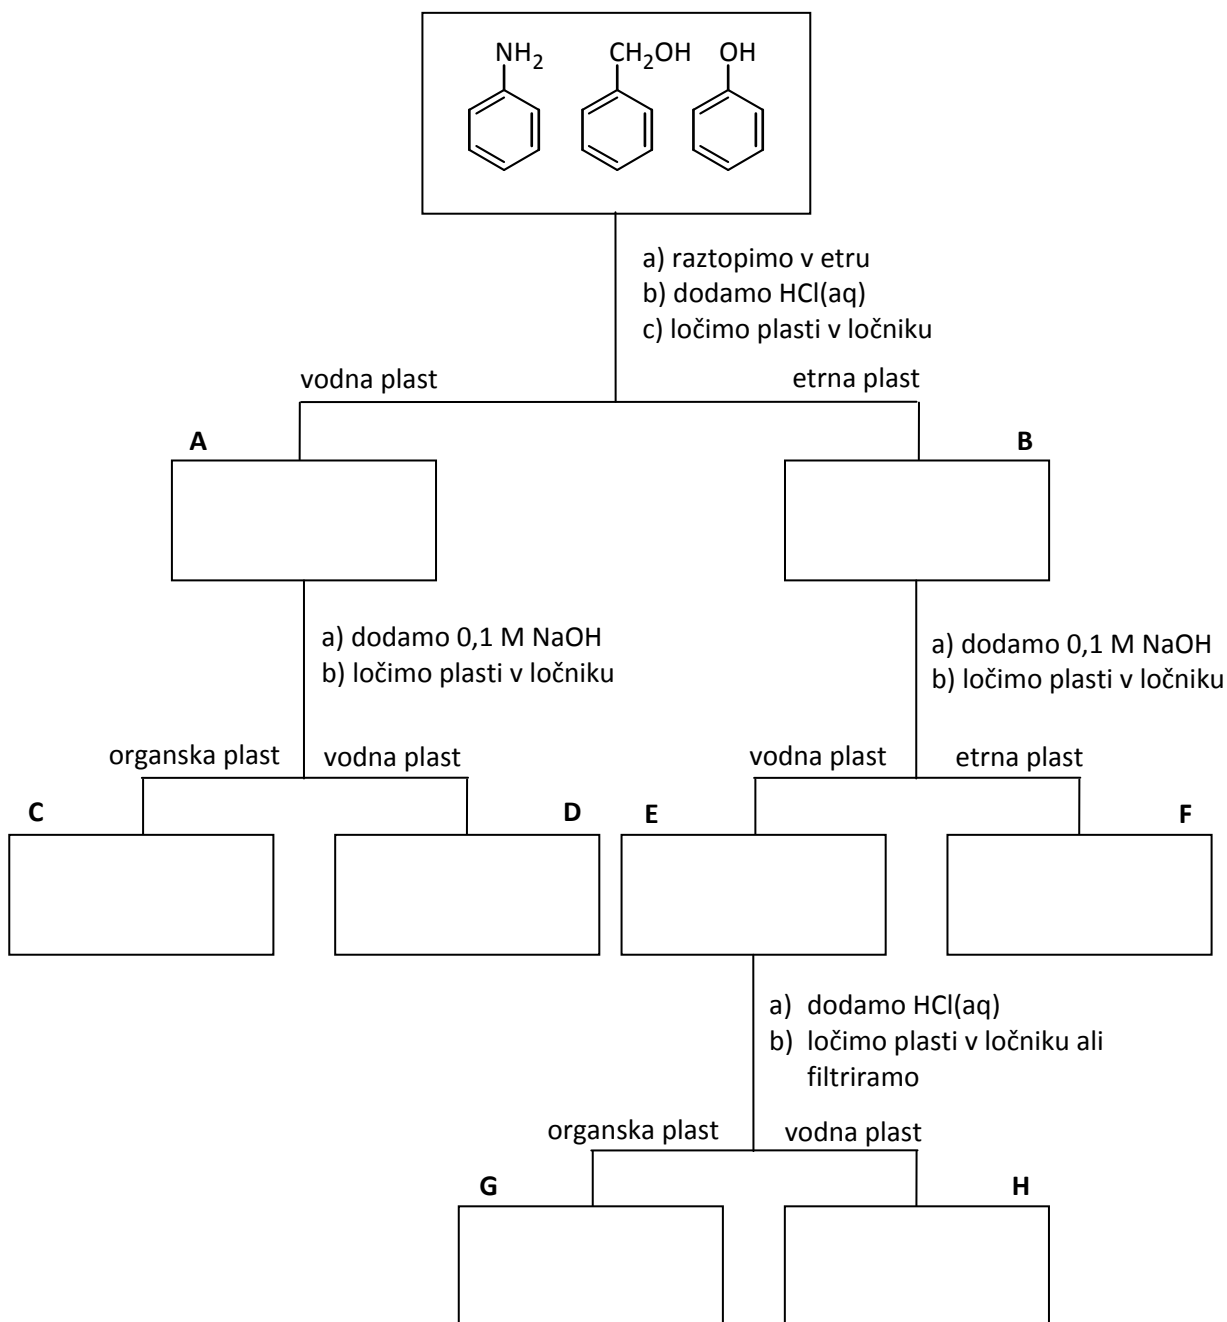 NH2 CH2OH OH
a) raztopimo v etru
b) dodamo HCl(aq)
c) ločimo plasti v ločniku
vodna plast etrna plast
A B
a) dodamo 0,1 M NaOH
b) ločimo plasti v ločniku
a) dodamo 0,1 M NaOH
b) ločimo plasti v ločniku
organska plast vodna plast vodna plast etrna plast
C D E F
a) dodamo HCl(aq)
b) ločimo plasti v ločniku ali
filtriramo
organska plast vodna plast
G H